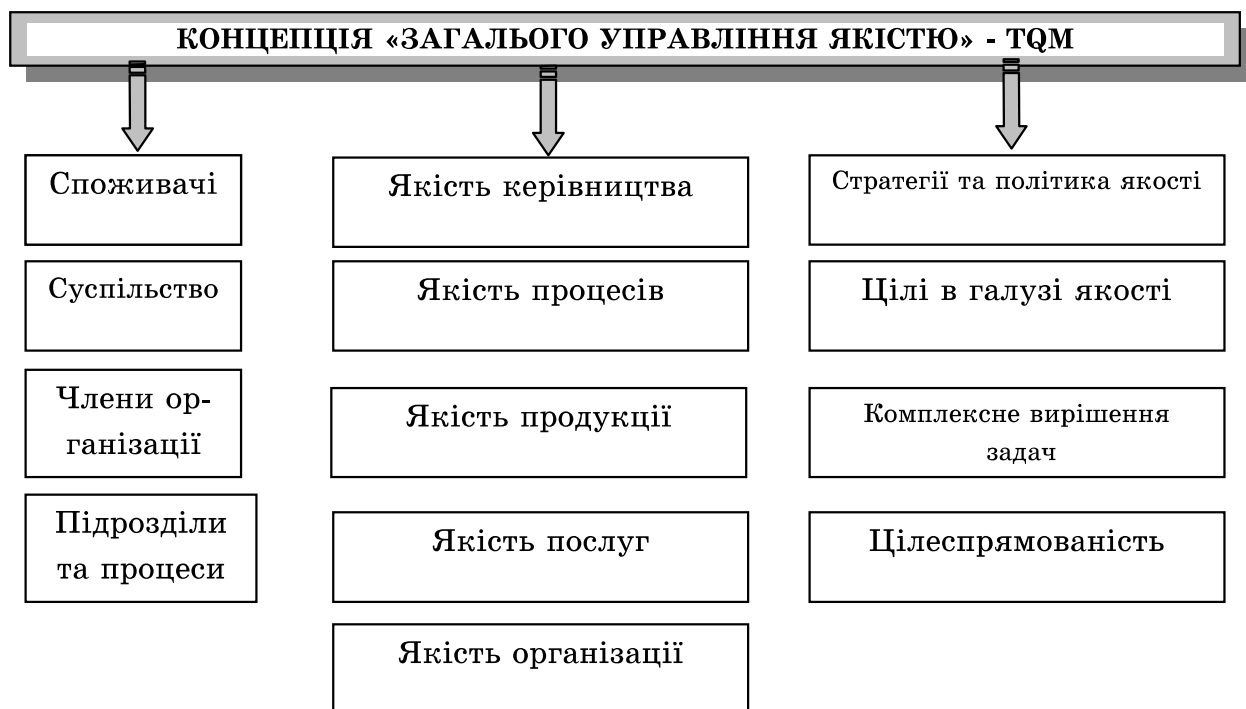 КОНЦЕПЦІЯ «ЗАГАЛЬОГО УПРАВЛІННЯ ЯКІСТЮ» - TQM
Споживачі
Суспільство
Члени ор-
ганізації
Підрозділи
та процеси
Якість керівництва
Якість процесів
Якість продукції
Якість послуг
Якість організації
Стратегії та політика якості
Цілі в галузі якості
Комплексне вирішення
задач
Цілеспрямованість